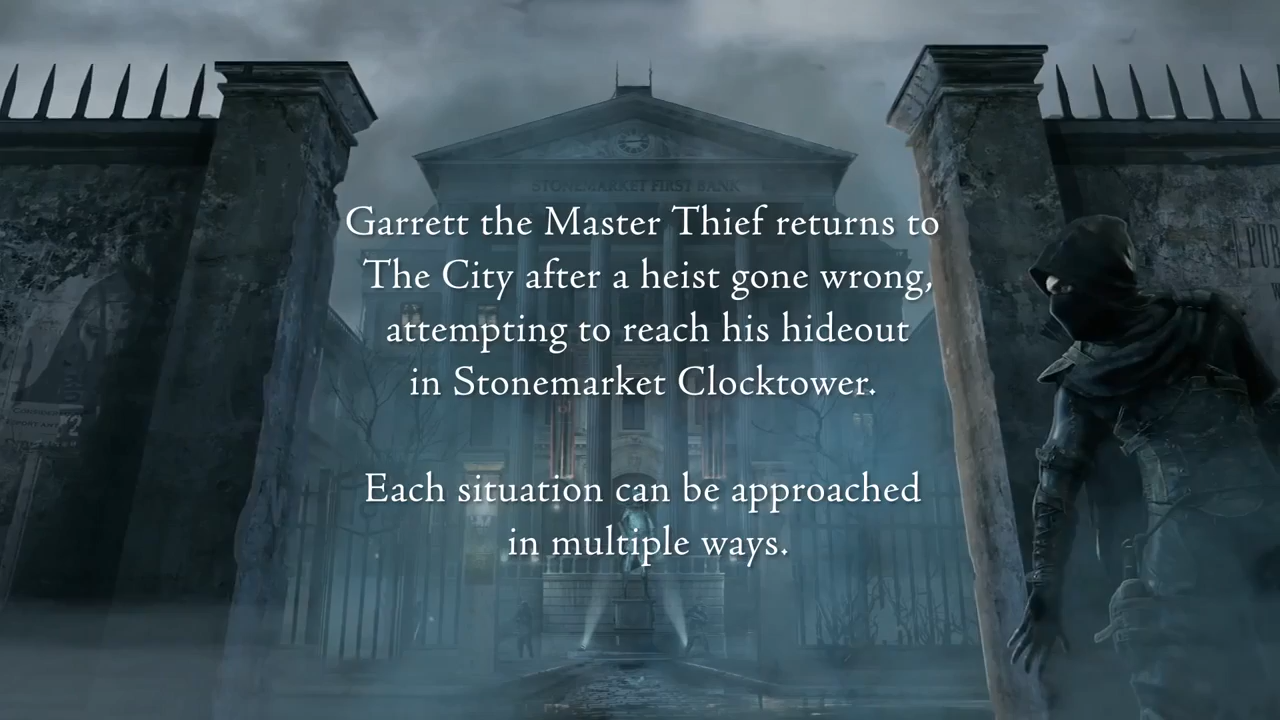 STONEMARKET FIRST BANK
Garrett the Master Thief returns to
The City after a heist gone wrong,
attempting to reach his hideout
in Stonemarket Clocktower.
Each situation can be approached
in multiple ways.